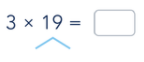 3 × 19 =